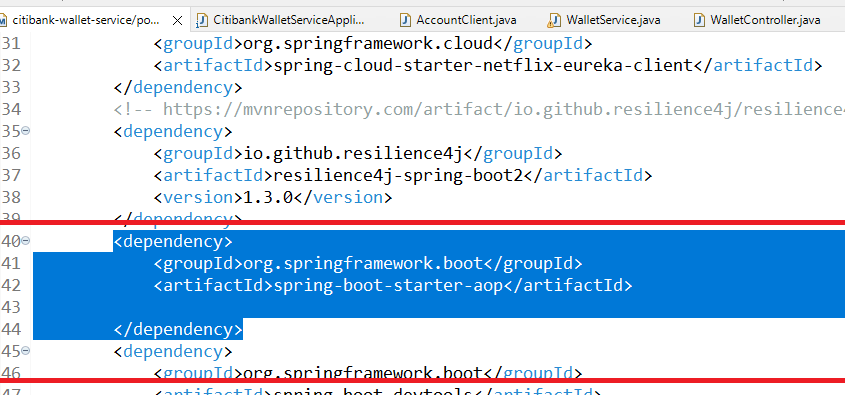 citibank-wallet-service/po... CitibankWalletServiceAppli... AccountClient.java WalletService.java WalletController.java
31 <groupId>org.springframework.cloud</groupId>
32 <artifactId>spring-cloud-starter-netflix-eureka-client</artifactId>
33 </dependency>
34 <!-- https://mvnrepository.com/artifact/io.github.resilience4j/resilience4
35 <dependency>
36 <groupId>io.github.resilience4j</groupId>
37 <artifactId>resilience4j-spring-boot2</artifactId>
38 <version>1.3.0</version>
39 </dependency>
40 <dependency>
41 <groupId>org.springframework.boot</groupId>
42 <artifactId>spring-boot-starter-aop</artifactId>
43
44 </dependency>
45 <dependency>
46 <groupId>org.springframework.boot</groupId>
47 <artifactId>spring-boot-devtools</artifactId>